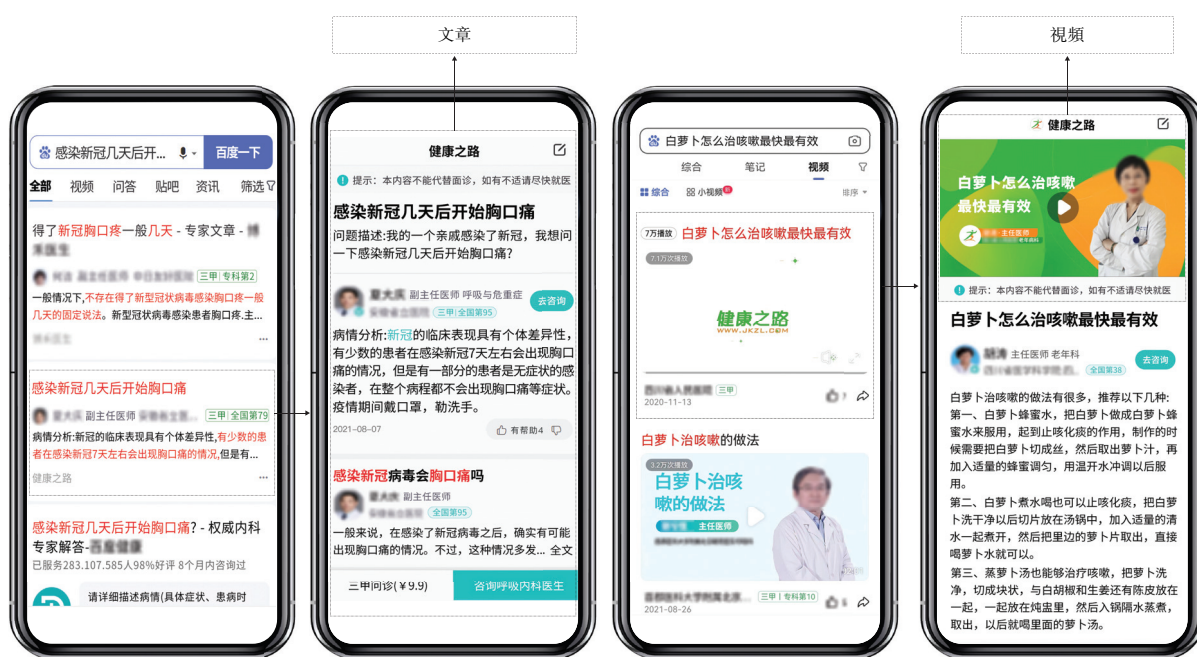 文章
視頻
感染新冠几天后开...
百度一下
全部 视频 问答 贴吧 资讯 筛选
得了新冠胸口疼一般几天 - 专家文章 -
三甲 专科第2
一般情况下,不存在得了新型冠状病毒感染胸口疼一般
几天的固定说法。新型冠状病毒感染患者胸口疼.主...
感染新冠几天后开始胸口痛
副主任医师
三甲 全国第79
病情分析:新冠的临床表现具有个体差异性,有少数的患
者在感染新冠7天左右会出现胸口痛的情况,但是有...
健康之路
感染新冠几天后开始胸口痛? - 权威内科
专家解答-
已服务283.107.585人98%好评 8个月内咨询过
请详细描述病情(具体症状、患病时
健康之路
提示：本内容不能代替面诊，如有不适请尽快就医
感染新冠几天后开始胸口痛
问题描述:我的一个亲戚感染了新冠，我想问
一下感染新冠几天后开始胸口痛?
副主任医师 呼吸与危重症
三甲 全国第95
去咨询
病情分析:新冠的临床表现具有个体差异性，
有少数的患者在感染新冠7天左右会出现胸口
痛的情况，但是有一部分的患者是无症状的感
染者，在整个病程都不会出现胸口痛等症状。
疫情期间戴口罩，勤洗手。
2021-08-07
有帮助4
感染新冠病毒会胸口痛吗
副主任医师
全国第95
一般来说，在感染了新冠病毒之后，确实有可能
出现胸口痛的情况。不过，这种情多发... 全文
三甲问诊(¥9.9)
咨询呼吸内科医生
白萝卜怎么治咳嗽最快最有效
综合 笔记 视频
综合 小视频 排序
7万播放 白萝卜怎么治咳嗽最快最有效
7.1万次播放
健康之路
WWW.JKZL.COM
三甲
2020-11-13
白萝卜治咳嗽的做法
3.2万次播放
白萝卜治咳
嗽的做法
主任医师
三甲 专科第10
2021-08-26
健康之路
白萝卜怎么治咳嗽
最快最有效
主任医师
老年病科
提示：本内容不能代替面诊，如有不适请尽快就医
白萝卜怎么治咳嗽最快最有效
主任医师 老年科
全国第38
去咨询
白萝卜治咳嗽的做法有很多，推荐以下几种:
第一、白萝卜蜂蜜水，把白萝卜做成白萝卜蜂
蜜水来服用，起到止咳化痰的作用，制作的时
候需要把白萝卜切成丝，然后取出萝卜汁，再
加入适量的蜂蜜调匀，用温开水冲调以后服
用。
第二、白萝卜煮水喝也可以止咳化痰，把白萝
卜洗干净以后切片放在汤锅中，加入适量的清
水一起煮开，然后把里边的萝卜片取出，直接
喝萝卜水就可以。
第三、蒸萝卜汤也能够治疗咳嗽，把萝卜洗
净，切成块状，与白胡椒和生姜还有陈皮放在
一起，一起放在炖盅里，然后入锅隔水蒸煮，
取出，以后就喝里面的萝卜汤。